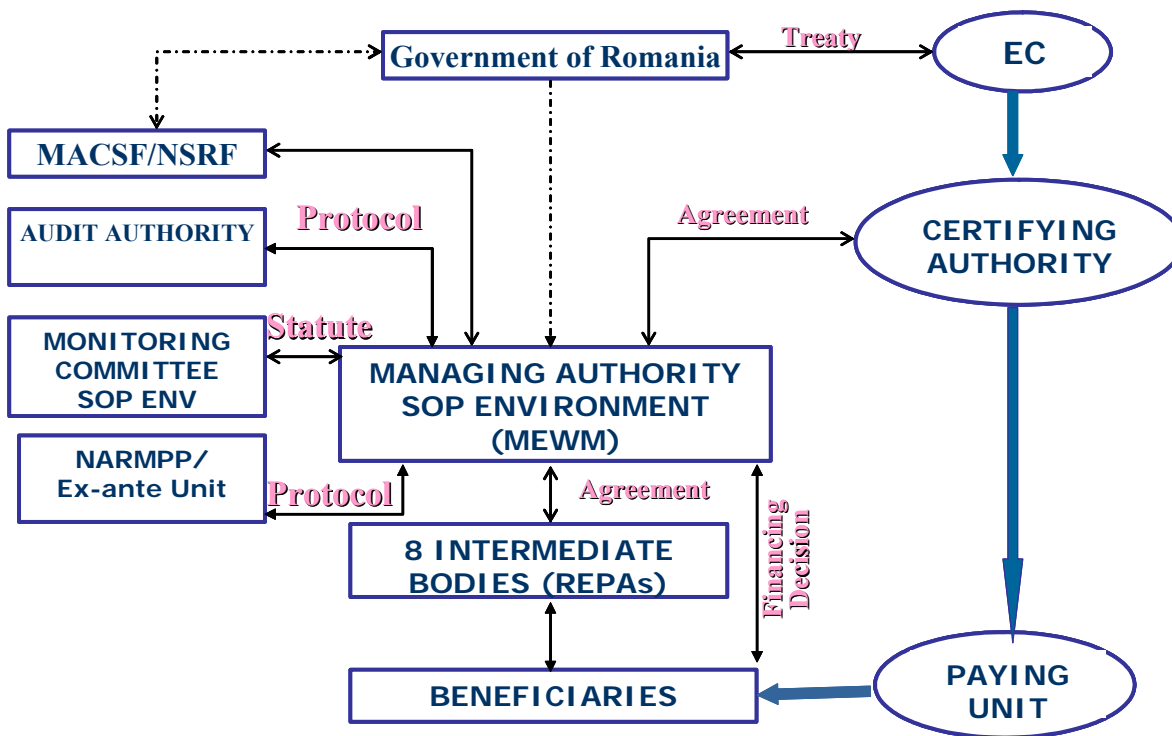 Government of Romania
Treaty
EC
MACSF/NSRF
AUDIT AUTHORITY
Protocol
Agreement
CERTIFYING
AUTHORITY
MONITORING
COMMITTEE
SOP ENV
Statute
MANAGING AUTHORITY
SOP ENVIRONMENT
(MEWM)
NARMPP/
Ex-ante Unit
Protocol
Agreement
Financing
Decision
8 INTERMEDIATE
BODIES (REPAs)
BENEFICIARIES
PAYING
UNIT